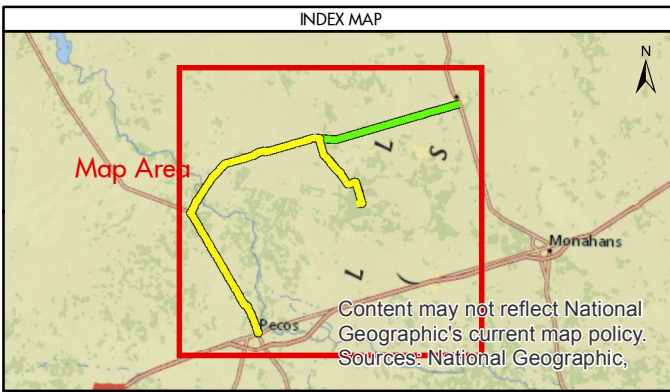 INDEX MAP
N
Map Area
S
L
Monahans
L
(
Pecos
Content may not reflect National
Geographic's current map policy.
Sources: National Geographic,